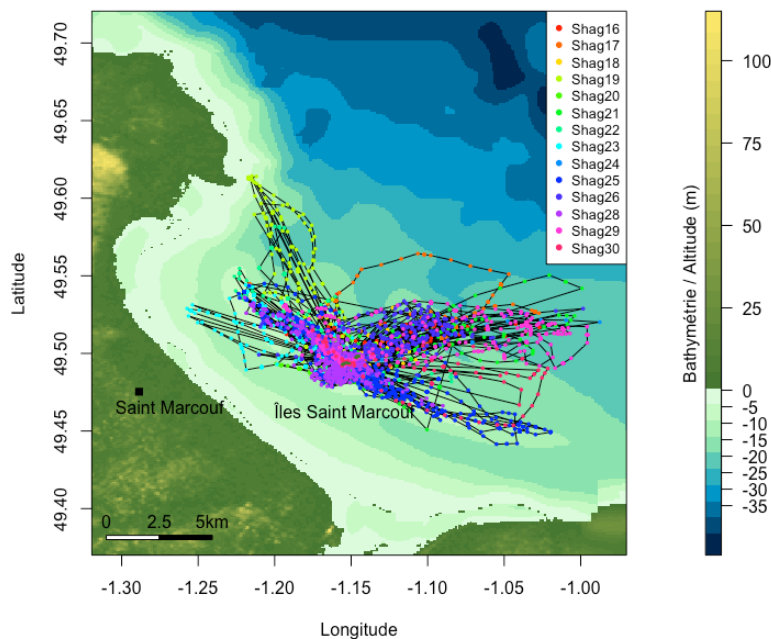 Shag16
Shag17
Shag18
Shag19
Shag20
Shag21
Shag22
Shag23
Shag24
Shag25
Shag26
Shag28
Shag29
Shag30
49.70
49.65
49.60
49.55
49.50
49.45
49.40
Latitude
Saint Marcouf
Îles Saint Marcouf
0 2.5 5km
-1.30 -1.25 -1.20 -1.15 -1.10 -1.05 -1.00
Longitude
Bathymétrie / Altitude (m)
100
75
50
25
0
-5
-10
-15
-20
-25
-30
-35